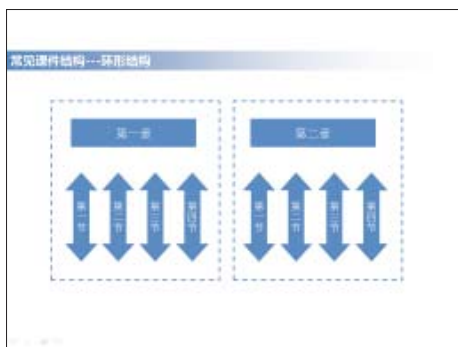 常见课件结构---环形结构
第一章
第二章
第一节
第二节
第三节
第四节
第一节
第二节
第三节
第四节